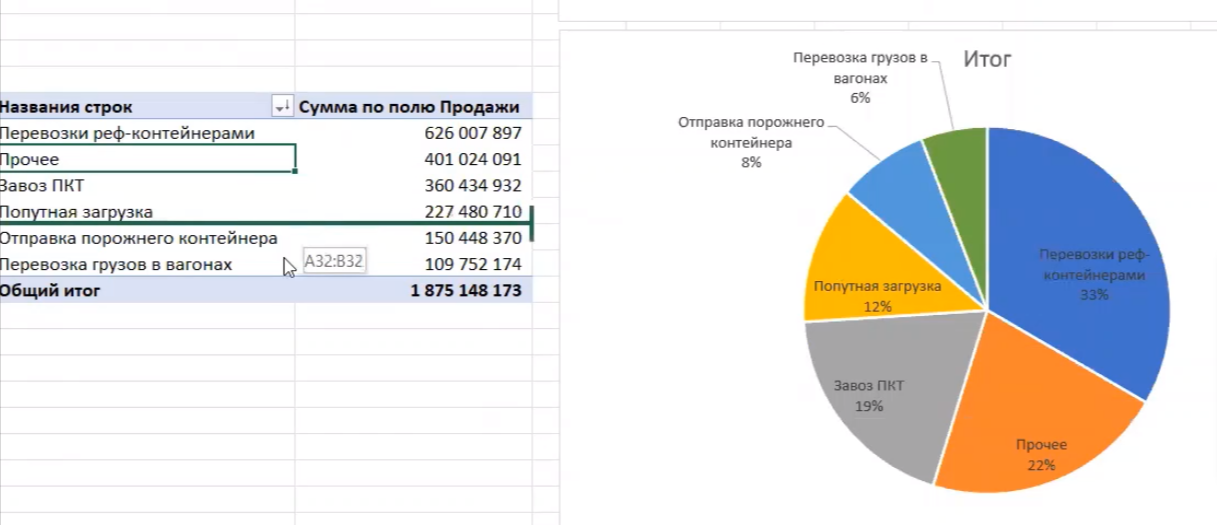 Названия строк Сумма по полю Продажи
Перевозки реф-контейнерами 626 007 897
Прочее 401 024 091
Завоз ПКТ 360 434 932
Попутная загрузка 227 480 710
Отправка порожнего контейнера 150 448 370
Перевозка грузов в вагонах 109 752 174
A32:B32
Общий итог 1 875 148 173
Итог
Перевозка грузов в
вагонах
6%
Отправка порожнего
контейнера
8%
Перевозки реф-
контейнерами
33%
Попутная загрузка
12%
Завоз ПКТ
19%
Прочее
22%